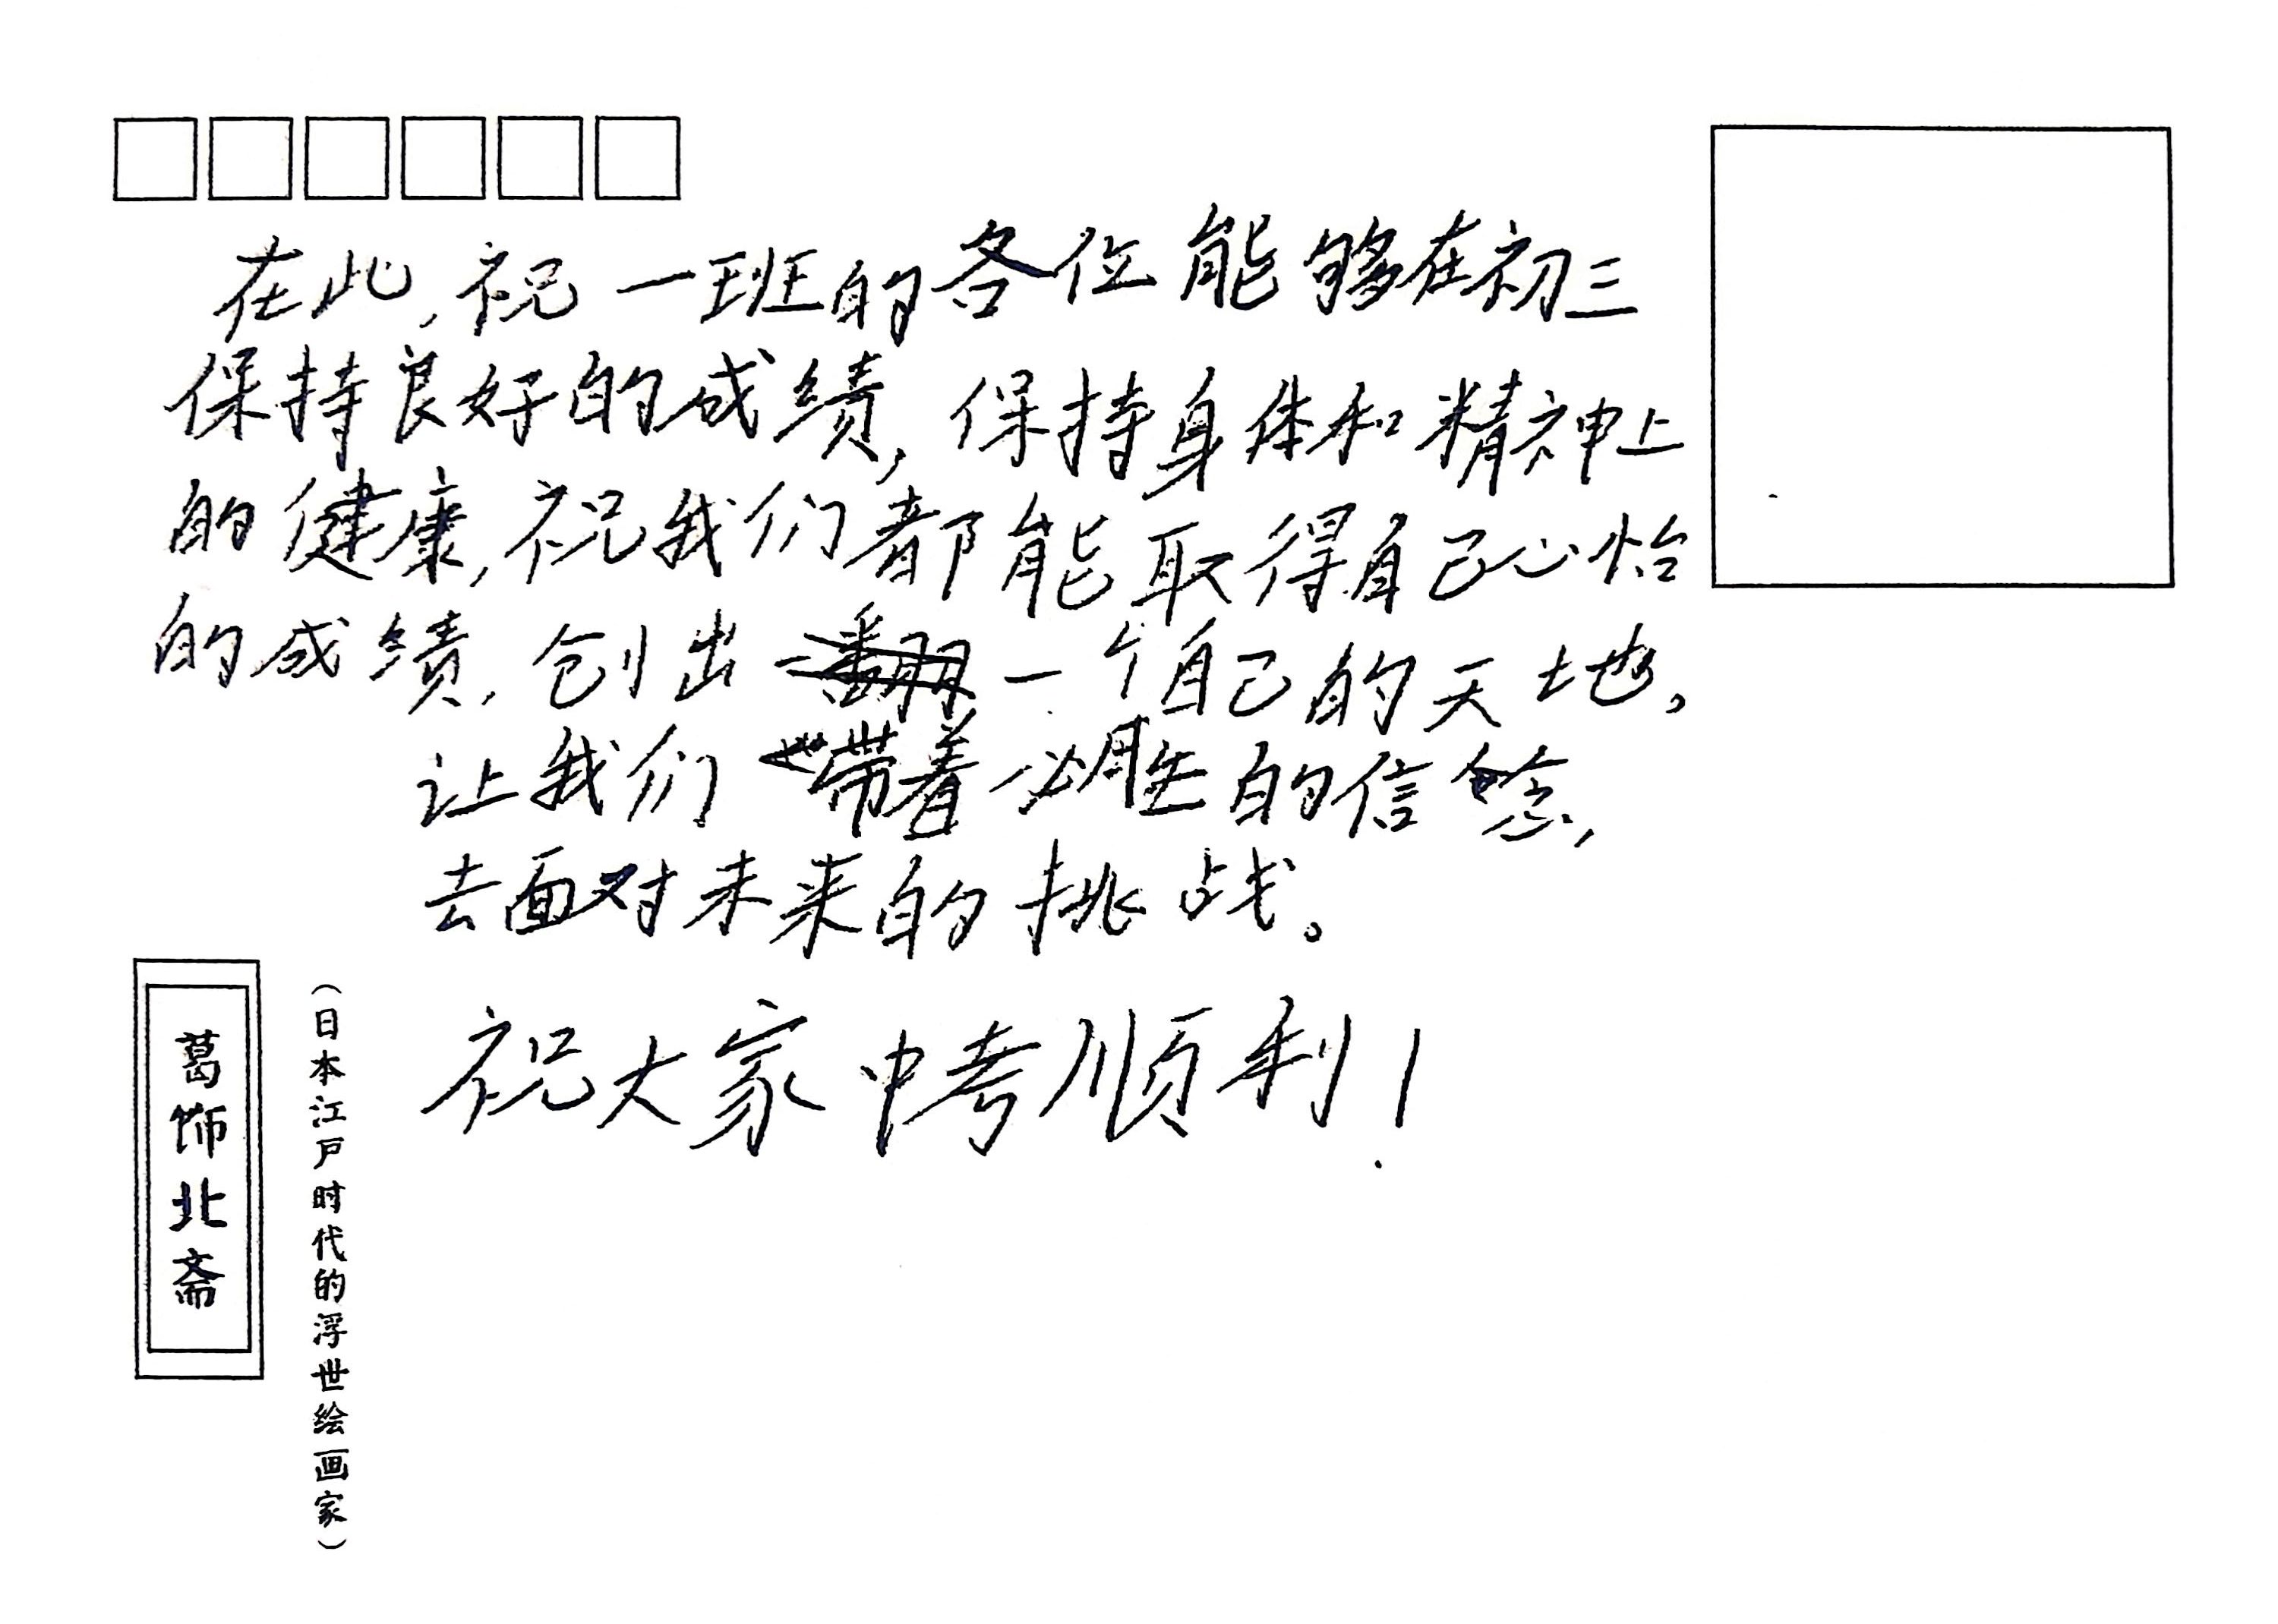 在此,祝一班的各位能够在初三
保持良好的成绩,保持身体和精神上
的健康,祝我们都能取得自己心怡
的成绩,创出一个自己的天地,
让我们带着必胜的信念,
去面对未来的挑战。
祝大家中考顺利!
葛饰北斋
(日本江户时代的浮世绘画家)